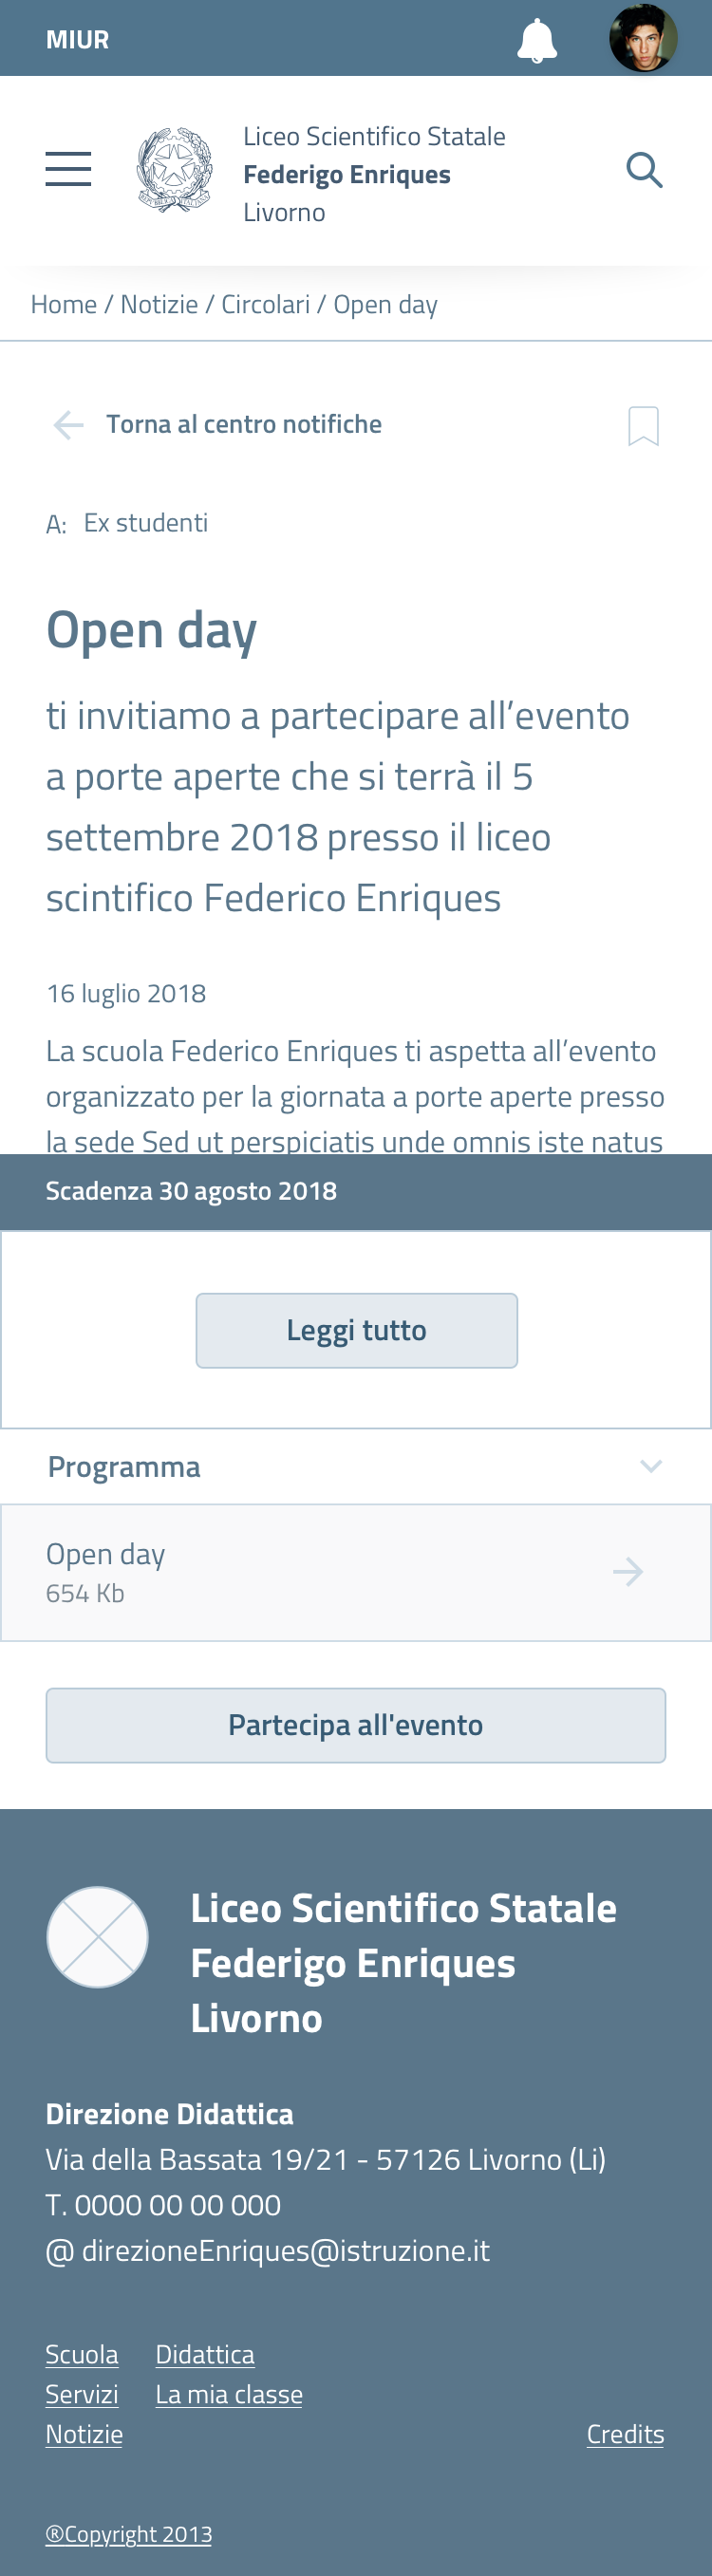 MIUR
Liceo Scientifico Statale
Federigo Enriques
Livorno
REPVBBLICA ITALIANA
Home / Notizie / Circolari / Open day
Torna al centro notifiche
A: Ex studenti
Open day
ti invitiamo a partecipare all’evento
a porte aperte che si terrà il 5
settembre 2018 presso il liceo
scintifico Federico Enriques
16 luglio 2018
La scuola Federico Enriques ti aspetta all’evento
organizzato per la giornata a porte aperte presso
la sede Sed ut perspiciatis unde omnis iste natus
Scadenza 30 agosto 2018
Leggi tutto
Programma
Open day
654 Kb
Partecipa all'evento
Liceo Scientifico Statale
Federigo Enriques
Livorno
Direzione Didattica
Via della Bassata 19/21 - 57126 Livorno (Li)
T. 0000 00 00 000
@ direzioneEnriques@istruzione.it
Scuola Didattica
Servizi La mia classe
Notizie Credits
®Copyright 2013